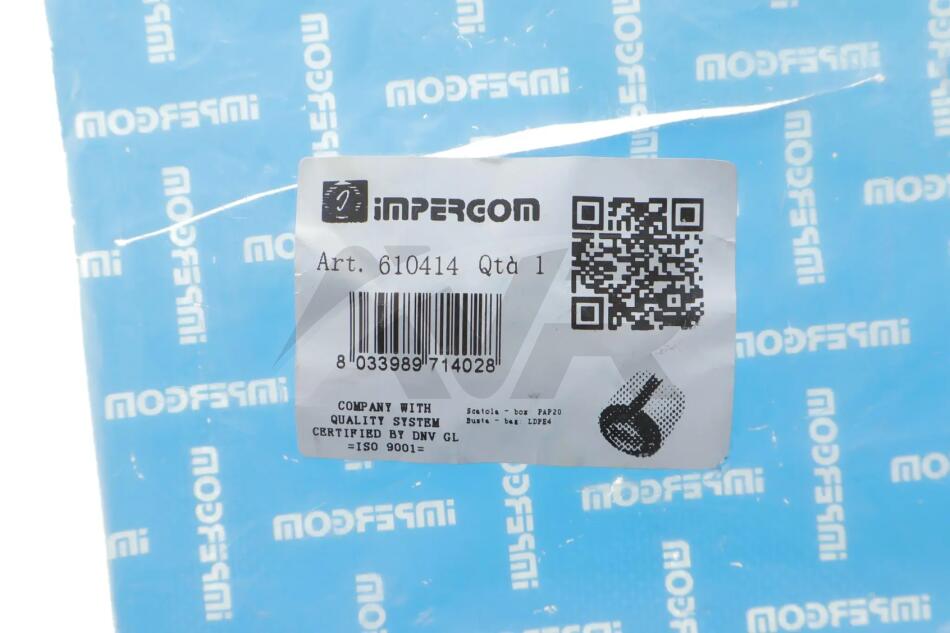 IMPERGOM
Art. 610414 Qtà 1
8 033989 714028
COMPANY WITH
QUALITY SYSTEM
CERTIFIED BY DNV GL
=ISO 9001=
Scatola - box PAP20
Busta - bag LDPE4